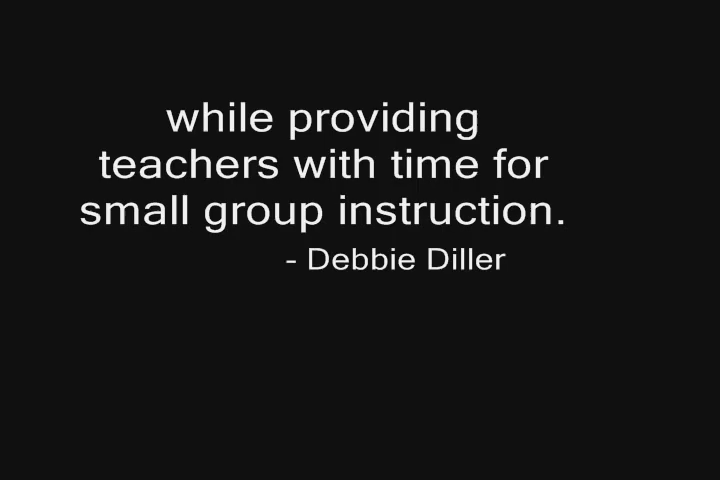 while providing
teachers with time for
small group instruction.
- Debbie Diller